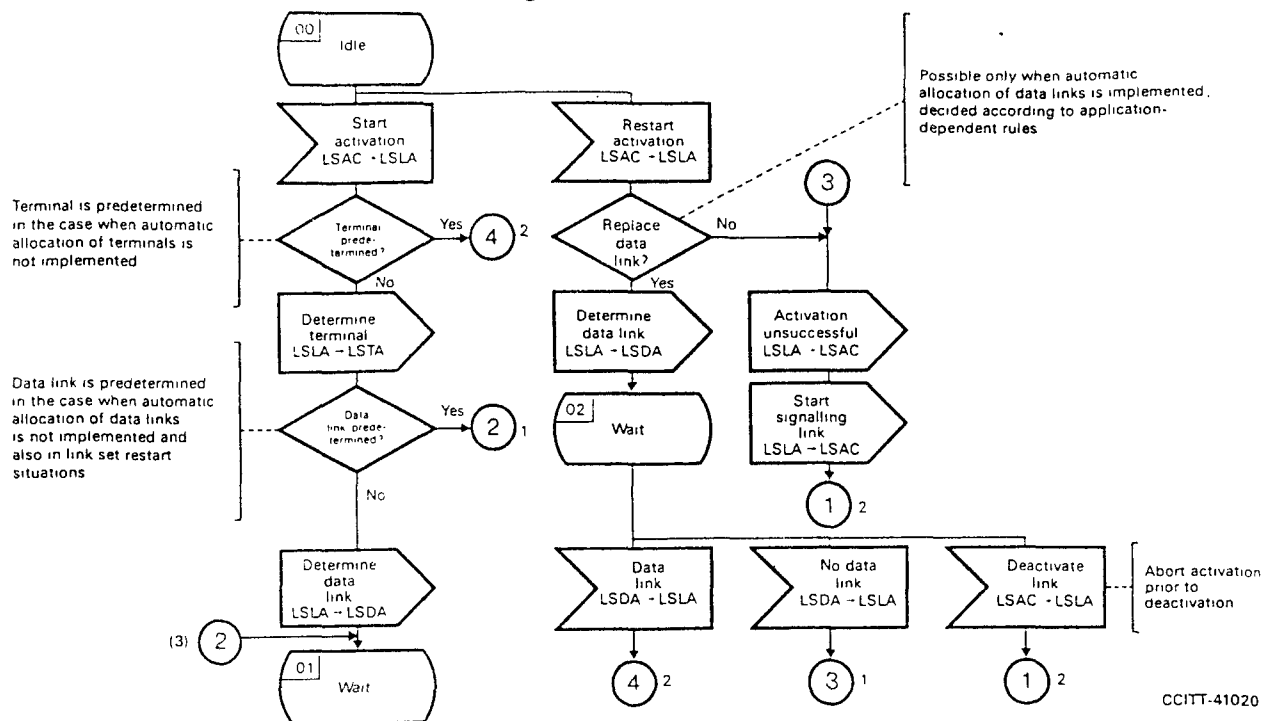 00
Idle
Start
activation
LSAC → LSLA
Restart
activation
LSAC → LSLA
Possible only when automatic
allocation of data links is implemented,
decided according to application-
dependent rules
3
Terminal is predetermined
in the case when automatic
allocation of terminals is
not implemented
Terminal
prede-
termined?
Yes
4
2
No
Replace
data
link?
No
Yes
Determine
terminal
LSLA → LSTA
Determine
data link
LSLA → LSDA
Activation
unsuccessful
LSLA → LSAC
Data link is predetermined
in the case when automatic
allocation of data links
is not implemented and
also in link set restart
situations
Data
link prede-
termined?
Yes
2
1
No
02
Wait
Start
signalling
link
LSLA → LSAC
1
2
Determine
data
link
LSLA → LSDA
Data
link
LSDA → LSLA
No data
link
LSDA → LSLA
Deactivate
link
LSAC → LSLA
Abort activation
prior to
deactivation
(3)
2
01
Wait
4
2
3
1
1
2
CCITT-41020